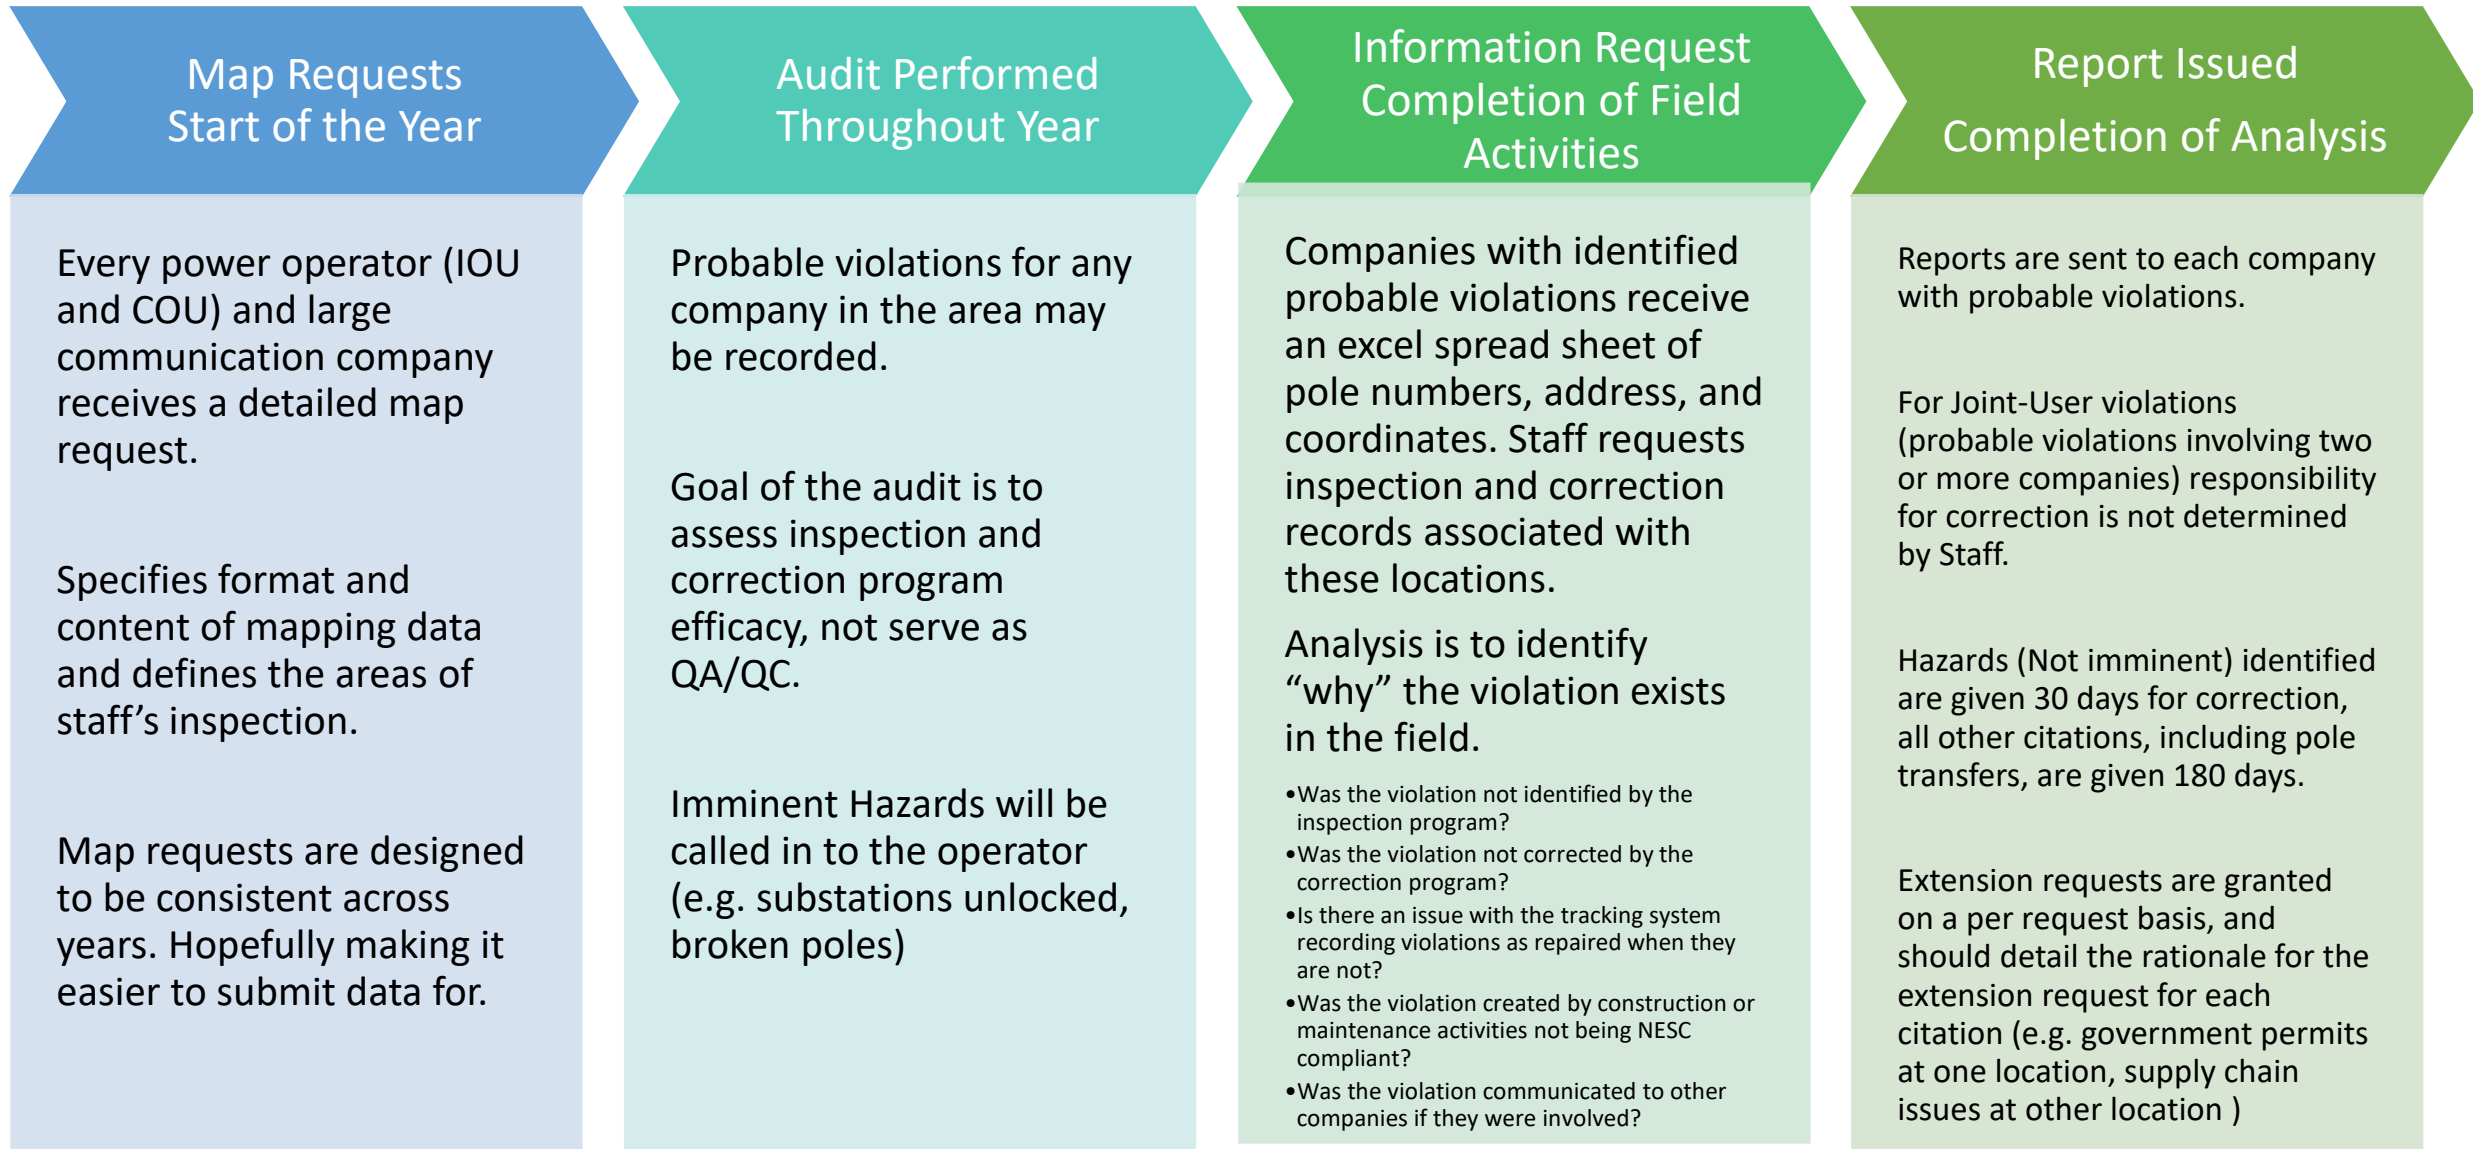 Map Requests
Start of the Year
Every power operator (IOU
and COU) and large
communication company
receives a detailed map
request.
Specifies format and
content of mapping data
and defines the areas of
staff’s inspection.
Map requests are designed
to be consistent across
years. Hopefully making it
easier to submit data for.
Audit Performed
Throughout Year
Probable violations for any
company in the area may
be recorded.
Goal of the audit is to
assess inspection and
correction program
efficacy, not serve as
QA/QC.
Imminent Hazards will be
called in to the operator
(e.g. substations unlocked,
broken poles)
Information Request
Completion of Field
Activities
Companies with identified
probable violations receive
an excel spread sheet of
pole numbers, address, and
coordinates. Staff requests
inspection and correction
records associated with
these locations.
Analysis is to identify
“why” the violation exists
in the field.
•Was the violation not identified by the
inspection program?
•Was the violation not corrected by the
correction program?
•Is there an issue with the tracking system
recording violations as repaired when they
are not?
•Was the violation created by construction or
maintenance activities not being NESC
compliant?
•Was the violation communicated to other
companies if they were involved?
Report Issued
Completion of Analysis
Reports are sent to each company
with probable violations.
For Joint-User violations
(probable violations involving two
or more companies) responsibility
for correction is not determined
by Staff.
Hazards (Not imminent) identified
are given 30 days for correction,
all other citations, including pole
transfers, are given 180 days.
Extension requests are granted
on a per request basis, and
should detail the rationale for the
extension request for each
citation (e.g. government permits
at one location, supply chain
issues at other location )